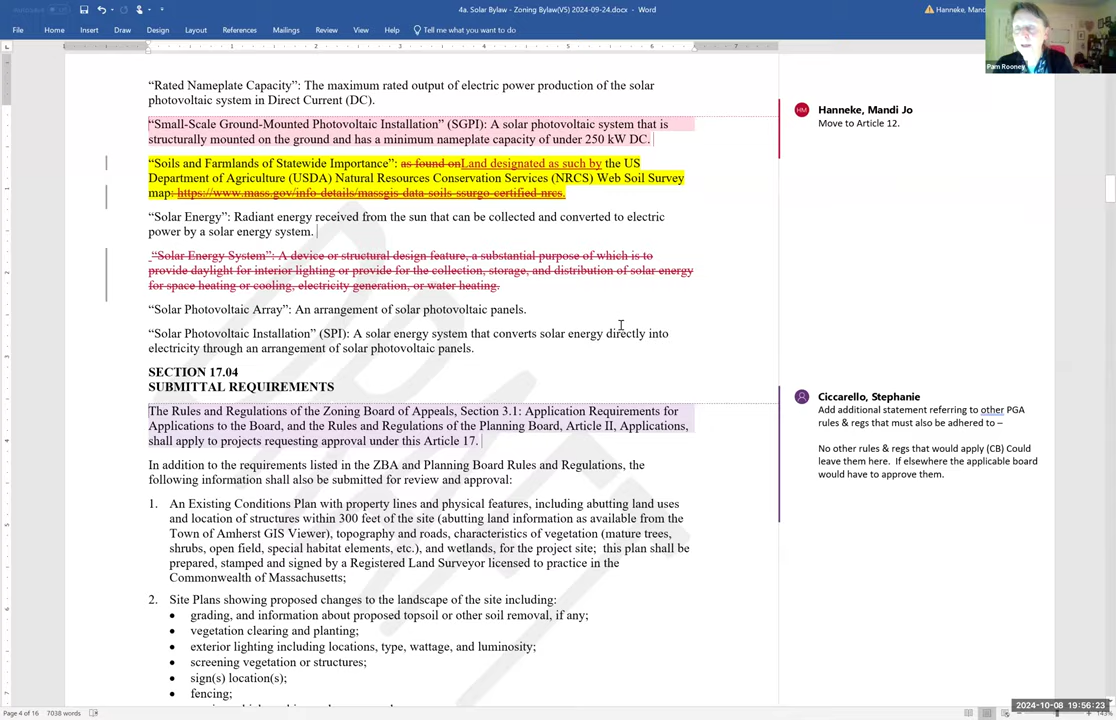 4a. Solar Bylaw - Zoning Bylaw(VS) 2024-09-24.docx - Word
Hanneke, Mandi Jo
File Home Insert Draw Design Layout References Mailings Review View Help Tell me what you want to do
Pam Rooney
“Rated Nameplate Capacity”: The maximum rated output of electric power production of the solar
photovoltaic system in Direct Current (DC).
“Small-Scale Ground-Mounted Photovoltaic Installation” (SGPI): A solar photovoltaic system that is
structurally mounted on the ground and has a minimum nameplate capacity of under 250 kW DC.
“Soils and Farmlands of Statewide Importance”: as found onLand designated as such by the US
Department of Agriculture (USDA) Natural Resources Conservation Services (NRCS) Web Soil Survey
map: https://www.mass.gov/info-details/massgis-data-soils-ssurgo-certified-nrcs.
“Solar Energy”: Radiant energy received from the sun that can be collected and converted to electric
power by a solar energy system.
“Solar Energy System”: A device or structural design feature, a substantial purpose of which is to
provide daylight for interior lighting or provide for the collection, storage, and distribution of solar energy
for space heating or cooling, electricity generation, or water heating.
“Solar Photovoltaic Array”: An arrangement of solar photovoltaic panels.
“Solar Photovoltaic Installation” (SPI): A solar energy system that converts solar energy directly into
electricity through an arrangement of solar photovoltaic panels.
SECTION 17.04
SUBMITTAL REQUIREMENTS
The Rules and Regulations of the Zoning Board of Appeals, Section 3.1: Application Requirements for
Applications to the Board, and the Rules and Regulations of the Planning Board, Article II, Applications,
shall apply to projects requesting approval under this Article 17.
In addition to the requirements listed in the ZBA and Planning Board Rules and Regulations, the
following information shall also be submitted for review and approval:
1. An Existing Conditions Plan with property lines and physical features, including abutting land uses
and location of structures within 300 feet of the site (abutting land information as available from the
Town of Amherst GIS Viewer), topography and roads, characteristics of vegetation (mature trees,
shrubs, open field, special habitat elements, etc.), and wetlands, for the project site; this plan shall be
prepared, stamped and signed by a Registered Land Surveyor licensed to practice in the
Commonwealth of Massachusetts;
2. Site Plans showing proposed changes to the landscape of the site including:
• grading, and information about proposed topsoil or other soil removal, if any;
• vegetation clearing and planting;
• exterior lighting including locations, type, wattage, and luminosity;
• screening vegetation or structures;
• sign(s) location(s);
• fencing;
HM Hanneke, Mandi Jo
Move to Article 12.
Ciccarello, Stephanie
Add additional statement referring to other PGA
rules & regs that must also be adhered to –
No other rules & regs that would apply (CB) Could
leave them here. If elsewhere the applicable board
would have to approve them.
Page 4 of 16 7038 words
2024-10-08 19:56:23